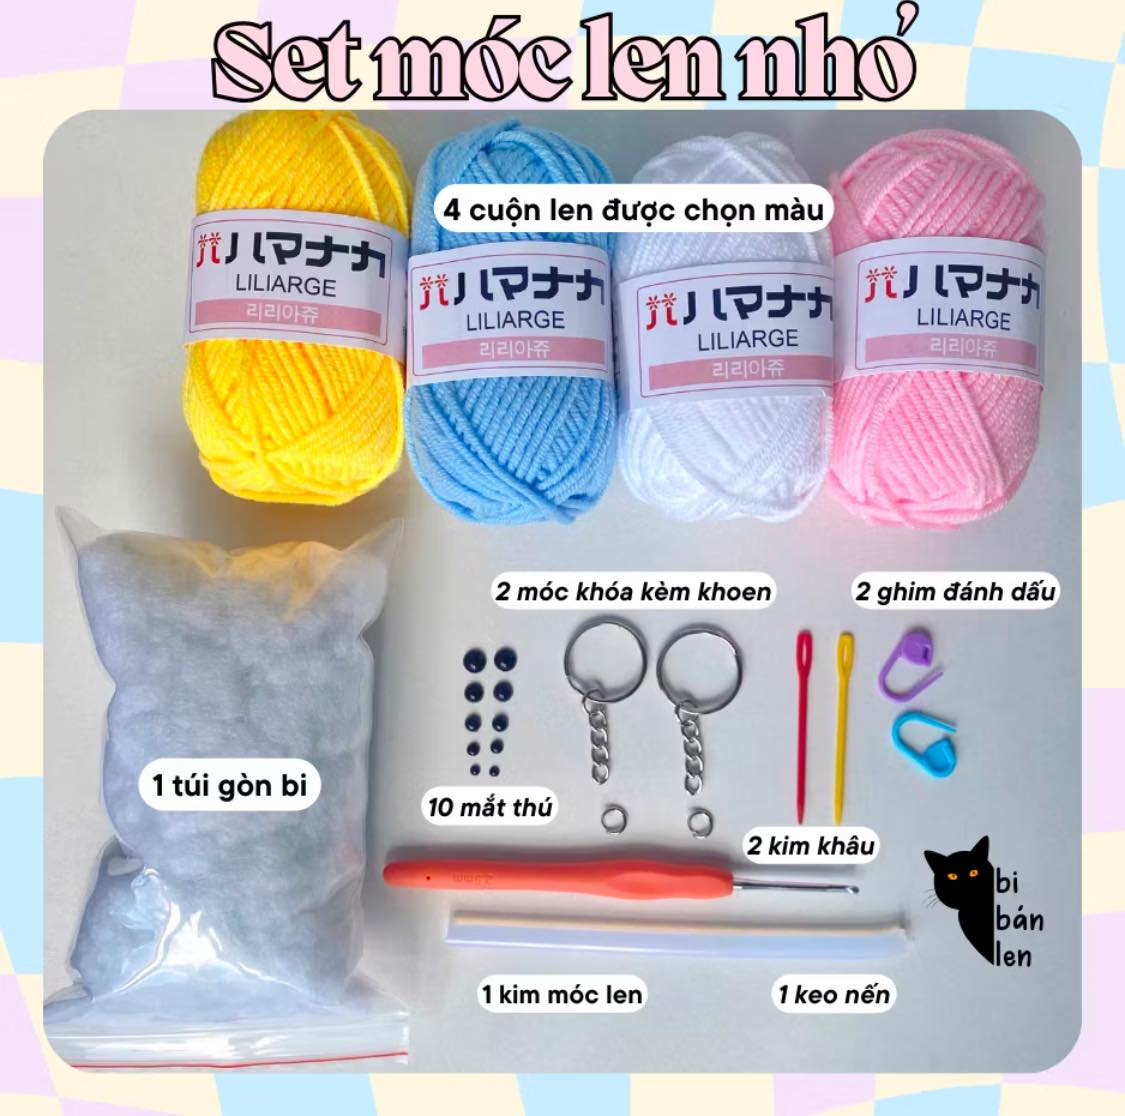 Set móc len nhỏ
4 cuộn len được chọn màu
ハマナカ
LILIARGE
리리아쥬
ハマナカ
LILIARGE
리리아쥬
ハマナカ
LILIARGE
리리아쥬
ハマナカ
LILIARGE
리리아쥬
2 móc khóa kèm khoen
2 ghim đánh dấu
1 túi gòn bi
10 mắt thú
2 kim khâu
bi
bán
len
1 kim móc len
1 keo nến